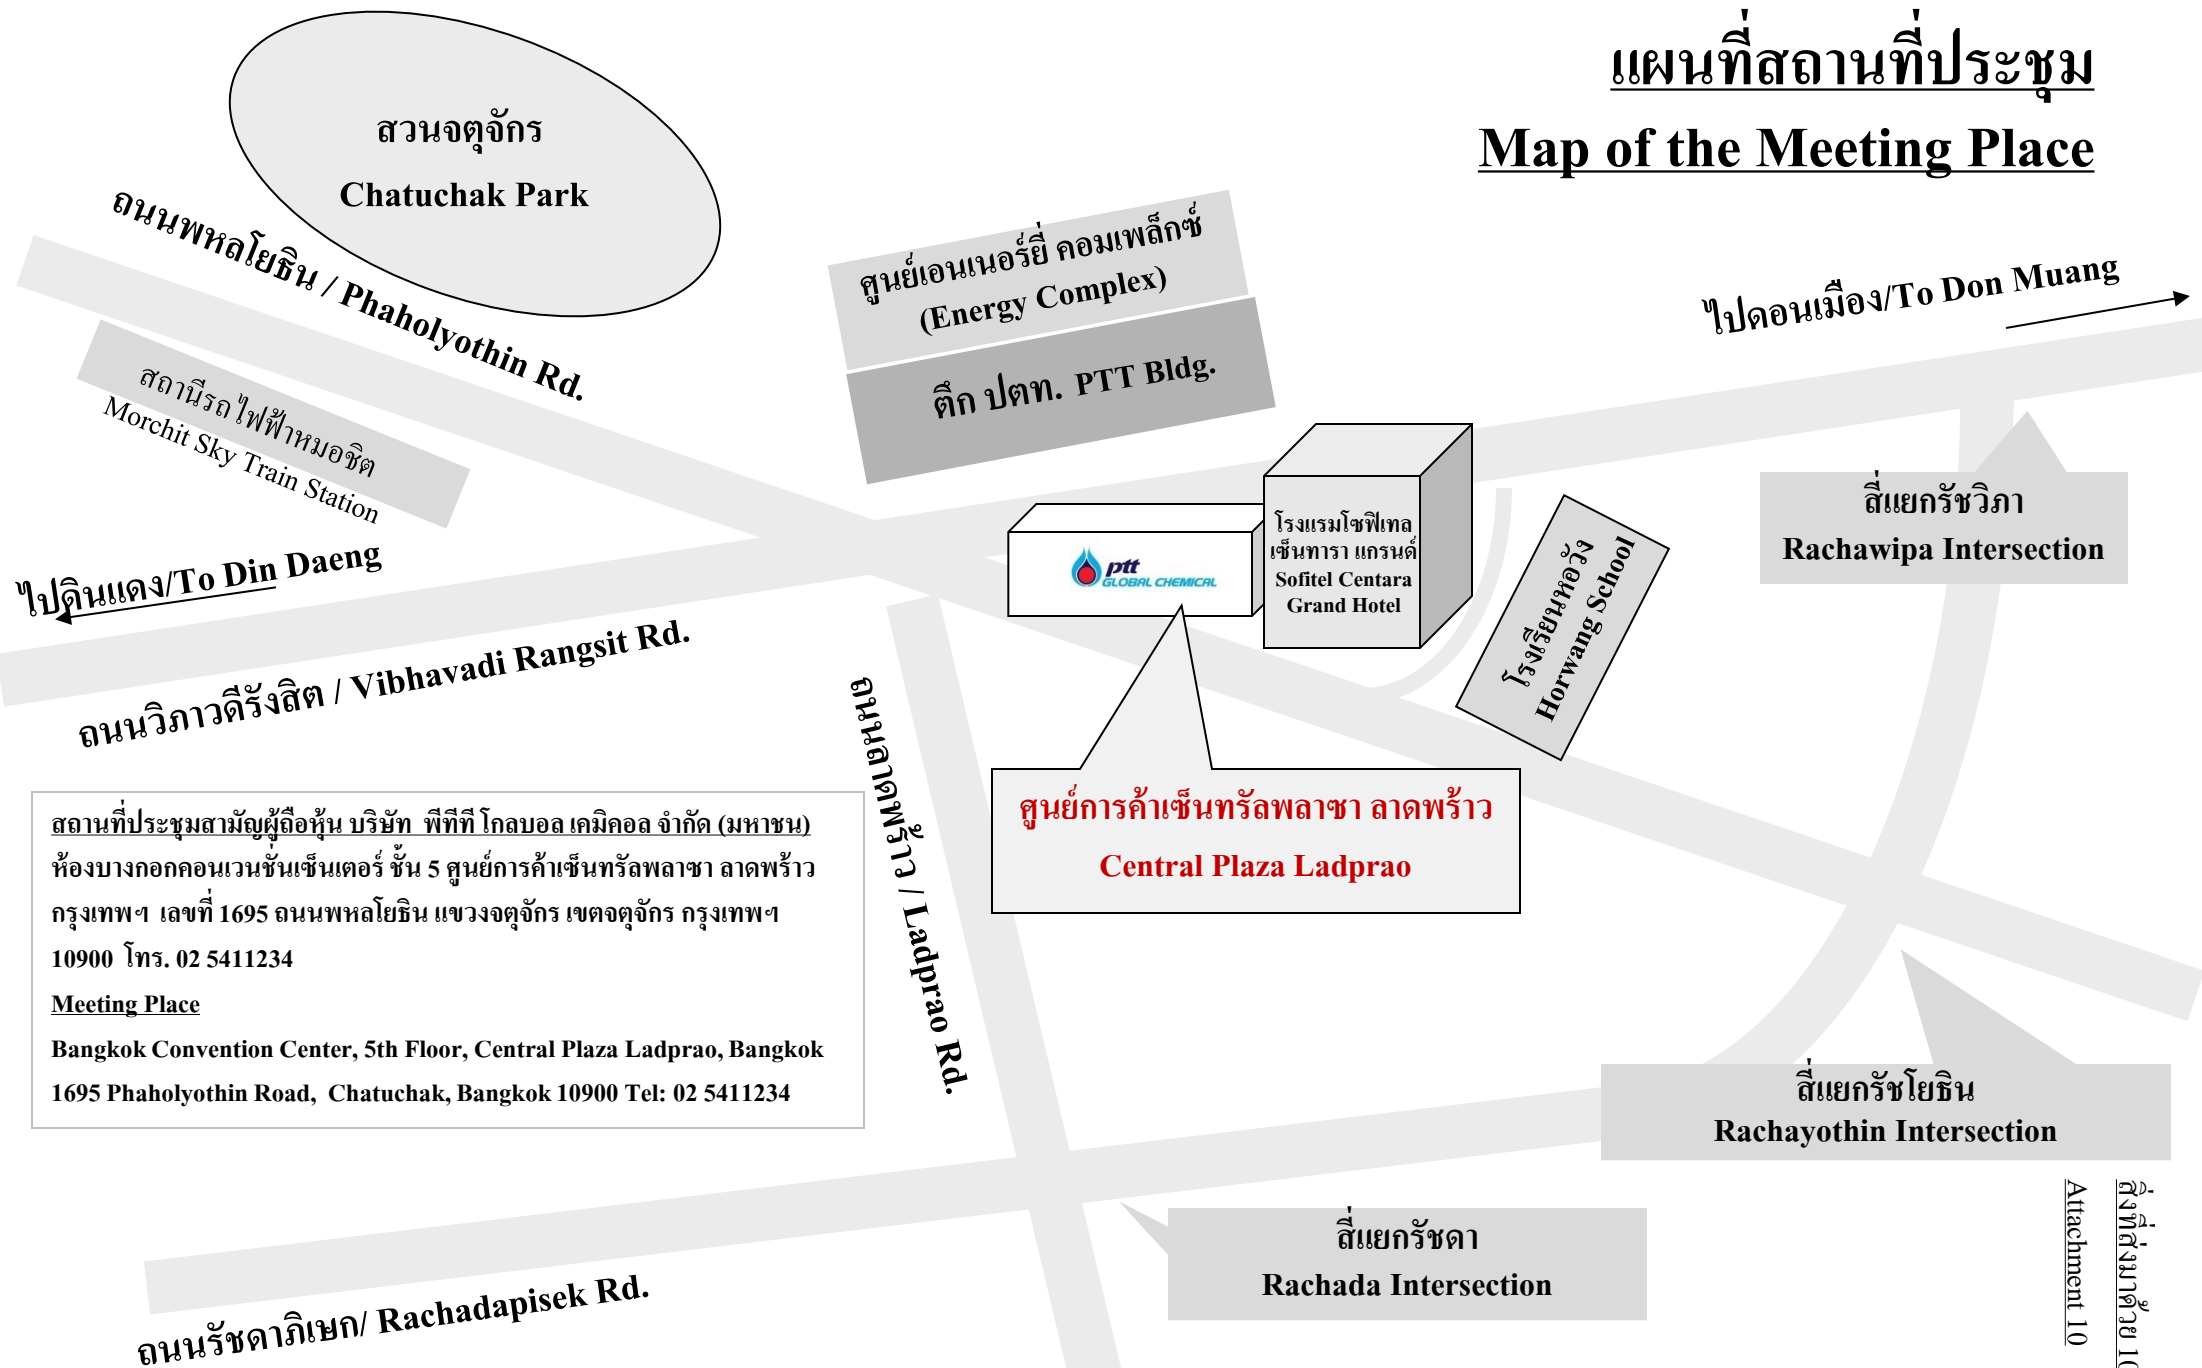 แผนที่สถานที่ประชุม
Map of the Meeting Place
สวนจตุจักร
Chatuchak Park
ถนนพหลโยธิน / Phaholyothin Rd.
ศูนย์เอนเนอร์ยี่ คอมเพล็กซ์
(Energy Complex)
ตึก ปตท. PTT Bldg.
ไปดอนเมือง/To Don Muang
สถานีรถไฟฟ้าหมอชิต
Morchit Sky Train Station
สี่แยกรัชวิภา
Rachawipa Intersection
โรงแรมโซฟิเทล
เซ็นทารา แกรนด์
Sofitel Centara
Grand Hotel
ptt
GLOBAL CHEMICAL
โรงเรียนหอวัง
Horwang School
ไปดินแดง/To Din Daeng
ถนนวิภาวดีรังสิต / Vibhavadi Rangsit Rd.
ถนนลาดพร้าว / Ladprao Rd.
ศูนย์การค้าเซ็นทรัลพลาซา ลาดพร้าว
Central Plaza Ladprao
สถานที่ประชุมสามัญผู้ถือหุ้น บริษัท พีทีที โกลบอล เคมิคอล จำกัด (มหาชน)
ห้องบางกอกคอนเวนชั่นเซ็นเตอร์ ชั้น 5 ศูนย์การค้าเซ็นทรัลพลาซา ลาดพร้าว
กรุงเทพฯ เลขที่ 1695 ถนนพหลโยธิน แขวงจตุจักร เขตจตุจักร กรุงเทพฯ
10900 โทร. 02 5411234
Meeting Place
Bangkok Convention Center, 5th Floor, Central Plaza Ladprao, Bangkok
1695 Phaholyothin Road, Chatuchak, Bangkok 10900 Tel: 02 5411234
สี่แยกรัชโยธิน
Rachayothin Intersection
สี่แยกรัชดา
Rachada Intersection
ถนนรัชดาภิเษก/ Rachadapisek Rd.
สิ่งที่ส่งมาด้วย 10
Attachment 10